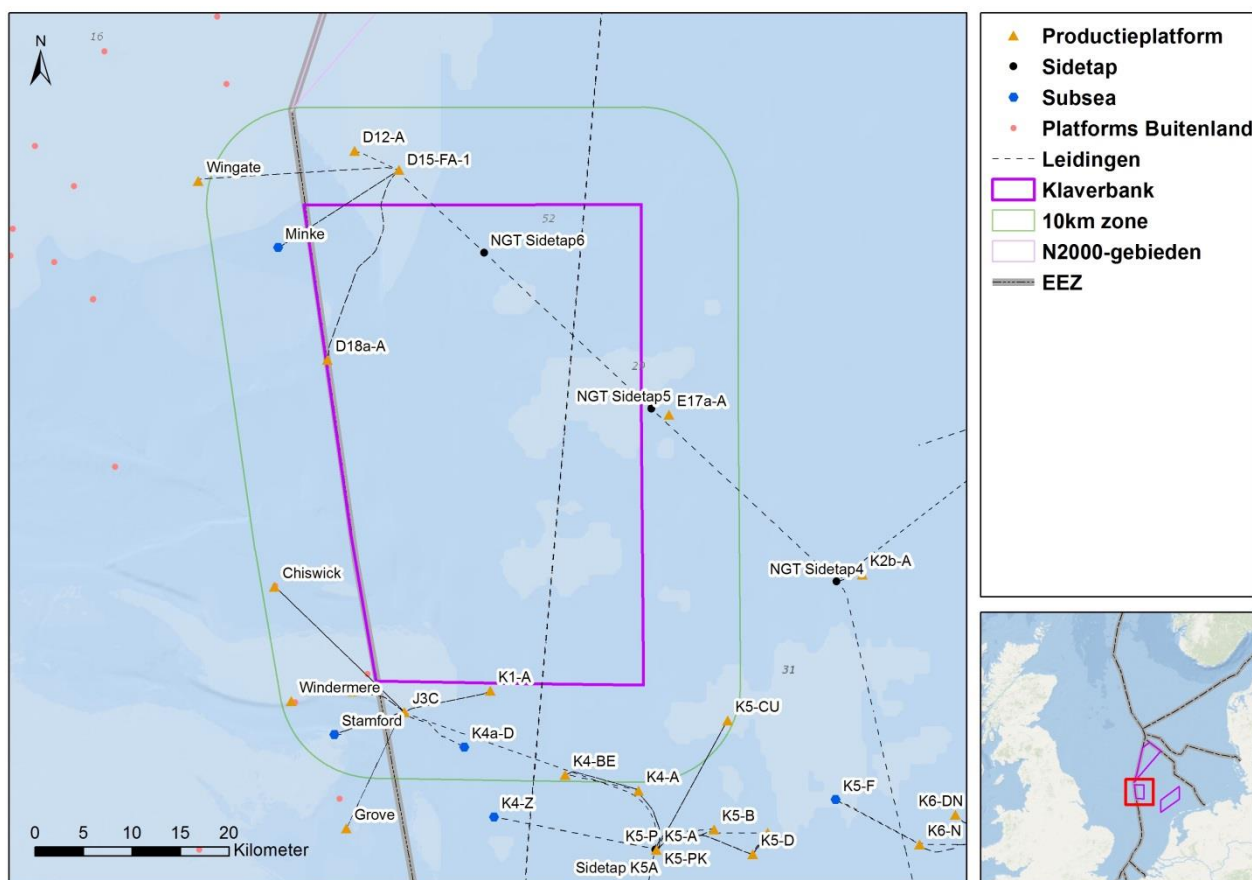 N
16
D12-A
D15-FA-1
Wingate
52
Minke
NGT Sidetap6
D18a-A
29
NGT Sidetap5
E17a-A
K2b-A
NGT Sidetap4
Chiswick
K1-A
31
Windermere
J3C
K5-CU
Stamford
K4a-D
K4-BE
K4-A
K5-F
K4-Z
K6-DN
Grove
K5-P
K5-A
K5-B
K6-N
K5-D
K5-PK
Sidetap K5A
0 5 10 15 20
Kilometer
Productieplatform
Sidetap
Subsea
Platforms Buitenland
Leidingen
Klaverbank
10km zone
N2000-gebieden
EEZ